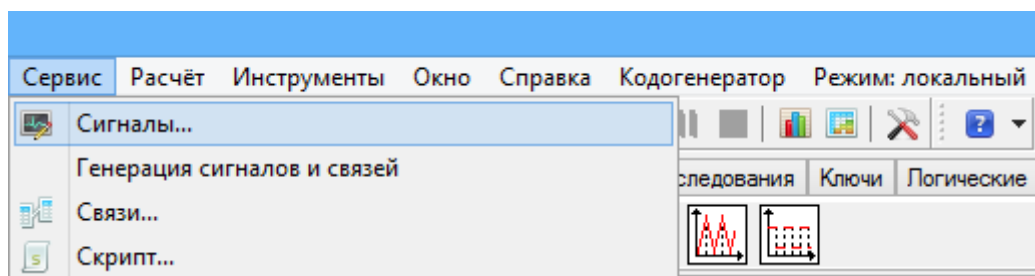 Сервис Расчёт Инструменты Окно Справка Кодогенератор Режим: локальный
Сигналы...
Генерация сигналов и связей
следования Ключи Логические
Связи...
Скрипт...